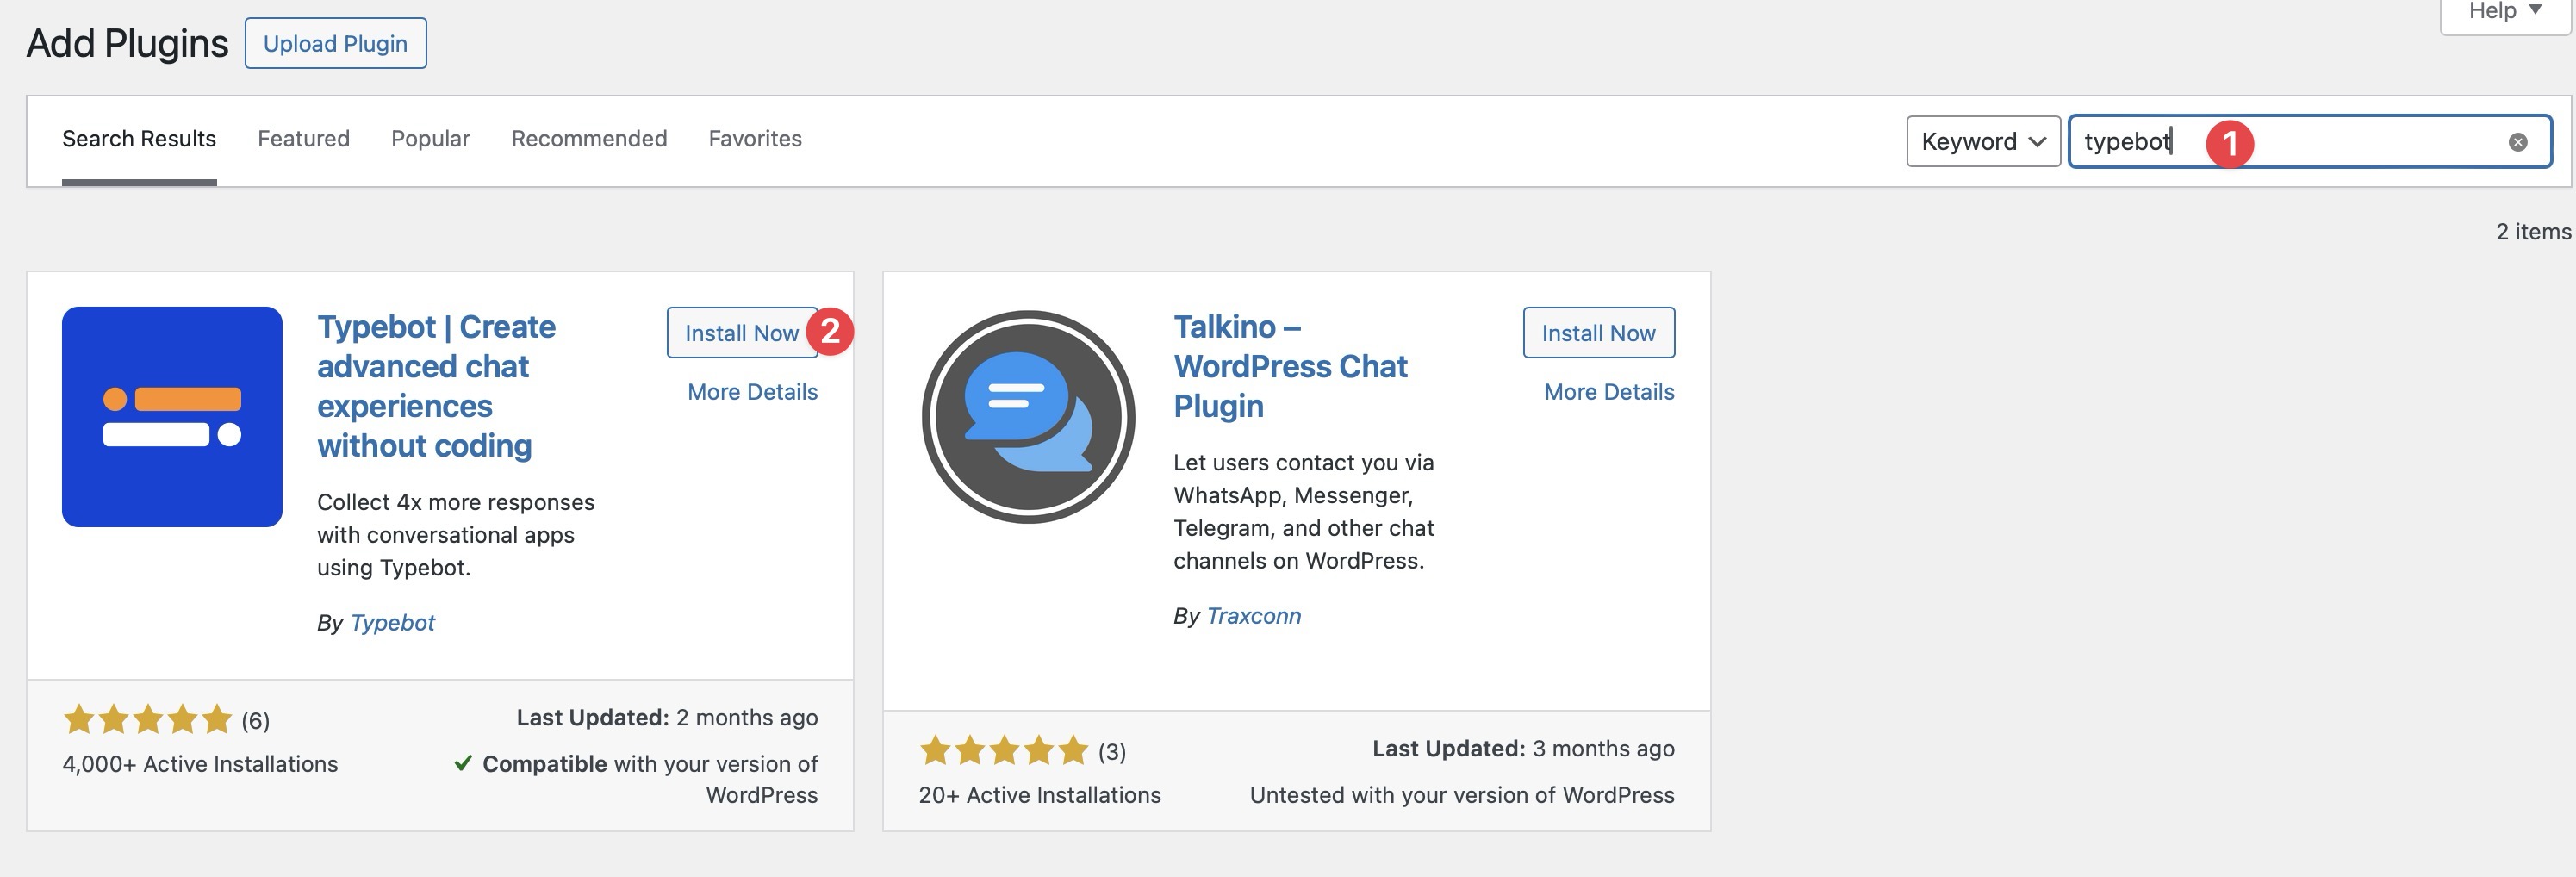 Help ▼
Add Plugins
Upload Plugin
Search Results Featured Popular Recommended Favorites
Keyword
typebot
1
2 items
Typebot | Create
advanced chat
experiences
without coding
Install Now
2
More Details
Collect 4x more responses
with conversational apps
using Typebot.
By Typebot
(6)
4,000+ Active Installations
Last Updated: 2 months ago
✓ Compatible with your version of
WordPress
Talkino –
WordPress Chat
Plugin
Install Now
More Details
Let users contact you via
WhatsApp, Messenger,
Telegram, and other chat
channels on WordPress.
By Traxconn
(3)
20+ Active Installations
Last Updated: 3 months ago
Untested with your version of WordPress